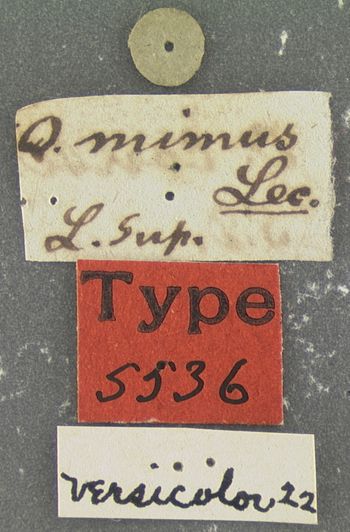 O. mimus
Lec.
L. Sup.
Type
5536
versicolor 22